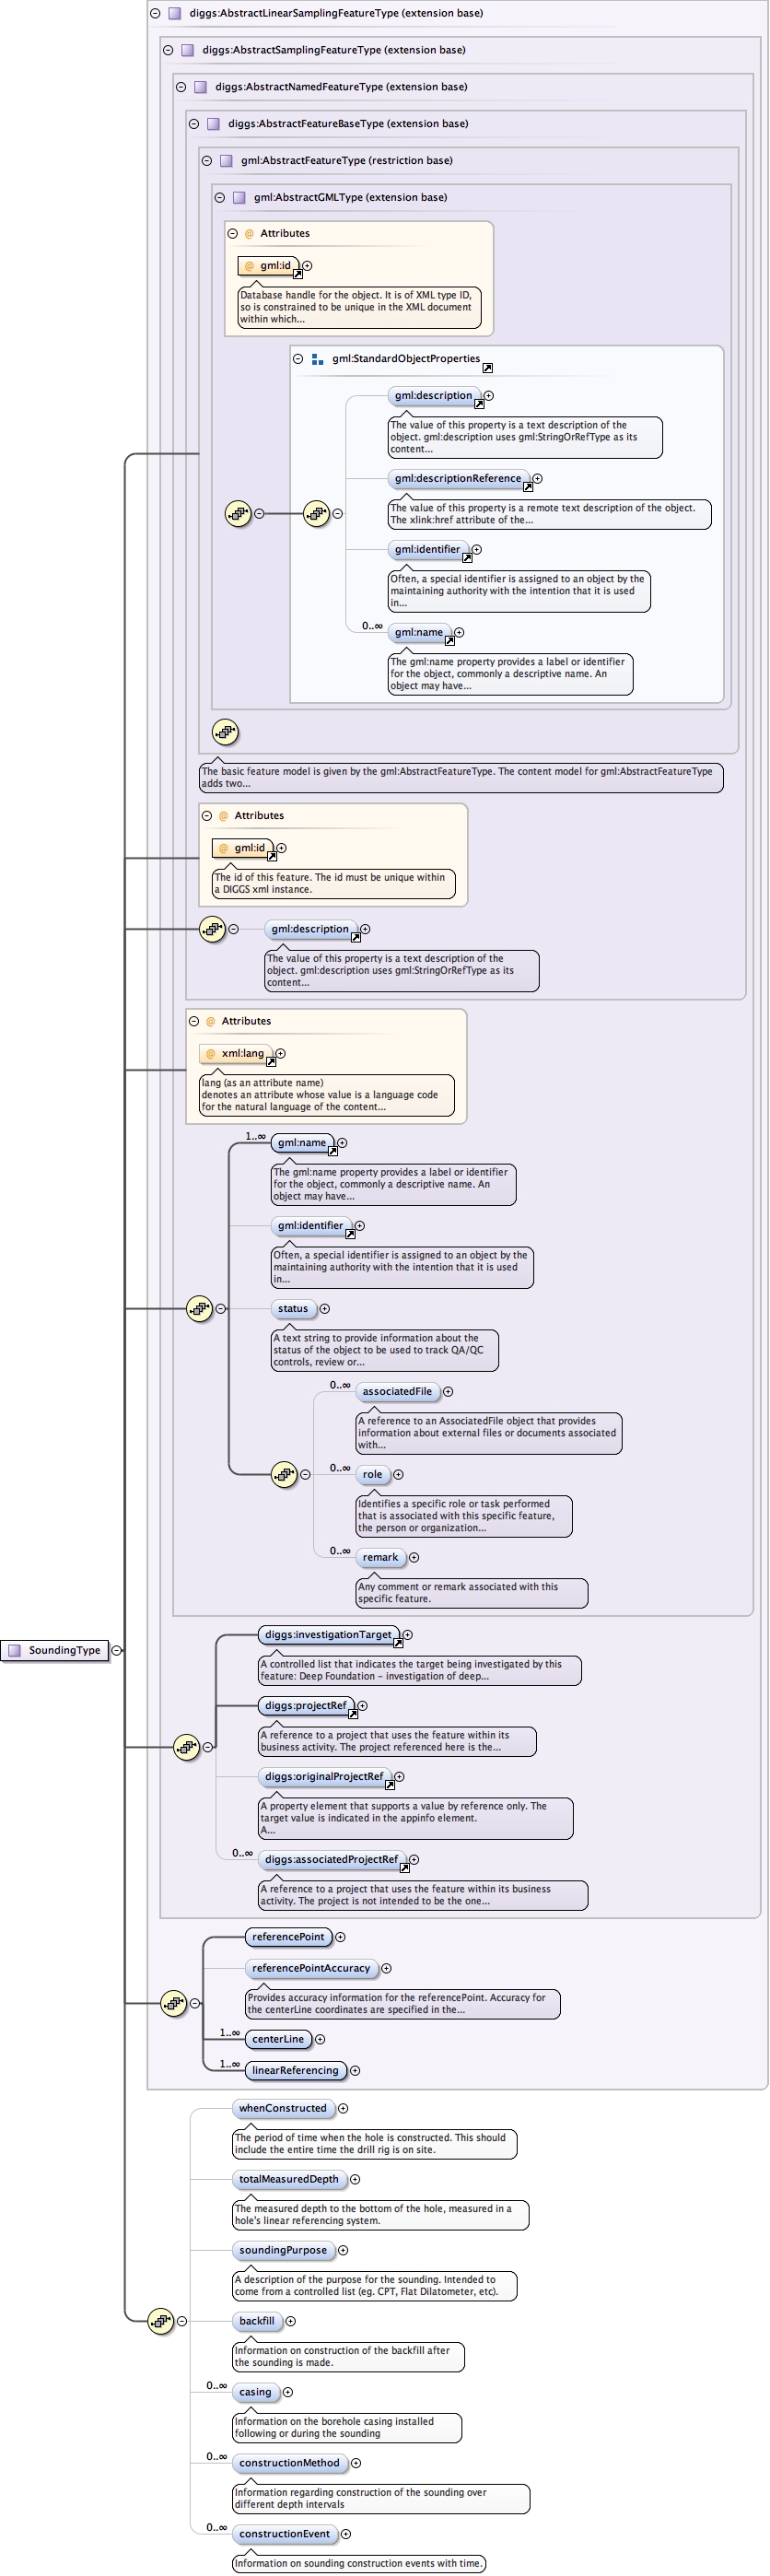 diggs:AbstractLinearSamplingFeatureType (extension base)
diggs:AbstractSamplingFeatureType (extension base)
diggs:AbstractNamedFeatureType (extension base)
diggs:AbstractFeatureBaseType (extension base)
gml:AbstractFeatureType (restriction base)
gml:AbstractGMLType (extension base)
@ Attributes
@ gml:id
Database handle for the object. It is of XML type ID,
so is constrained to be unique in the XML document
within which...
gml:StandardObjectProperties
gml:description
The value of this property is a text description of the
object. gml:description uses gml:StringOrRefType as its
content...
gml:descriptionReference
The value of this property is a remote text description of the object.
The xlink:href attribute of the...
gml:identifier
Often, a special identifier is assigned to an object by the
maintaining authority with the intention that it is used
in...
0..∞
gml:name
The gml:name property provides a label or identifier
for the object, commonly a descriptive name. An
object may have...
The basic feature model is given by the gml:AbstractFeatureType. The content model for gml:AbstractFeatureType
adds two...
@ Attributes
@ gml:id
The id of this feature. The id must be unique within
a DIGGS xml instance.
gml:description
The value of this property is a text description of the
object. gml:description uses gml:StringOrRefType as its
content...
@ Attributes
@ xml:lang
lang (as an attribute name)
denotes an attribute whose value is a language code
for the natural language of the content...
1..∞
gml:name
The gml:name property provides a label or identifier
for the object, commonly a descriptive name. An
object may have...
gml:identifier
Often, a special identifier is assigned to an object by the
maintaining authority with the intention that it is used
in...
status
A text string to provide information about the
status of the object to be used to track QA/QC
controls, review or...
0..∞
associatedFile
A reference to an AssociatedFile object that provides
information about external files or documents associated
with...
0..∞
role
Identifies a specific role or task performed
that is associated with this specific feature,
the person or organization...
0..∞
remark
Any comment or remark associated with this
specific feature.
SoundingType
diggs:investigationTarget
A controlled list that indicates the target being investigated by this
feature: Deep Foundation – investigation of deep...
diggs:projectRef
A reference to a project that uses the feature within its
business activity. The project referenced here is the...
diggs:originalProjectRef
A property element that supports a value by reference only. The
target value is indicated in the appinfo element.
A...
0..∞
diggs:associatedProjectRef
A reference to a project that uses the feature within its business
activity. The project is not intended to be the one...
referencePoint
referencePointAccuracy
Provides accuracy information for the referencePoint. Accuracy for
the centerLine coordinates are specified in the...
1..∞
centerLine
1..∞
linearReferencing
whenConstructed
The period of time when the hole is constructed. This should
include the entire time the drill rig is on site.
totalMeasuredDepth
The measured depth to the bottom of the hole, measured in a
hole's linear referencing system.
soundingPurpose
A description of the purpose for the sounding. Intended to
come from a controlled list (eg. CPT, Flat Dilatometer, etc).
backfill
Information on construction of the backfill after
the sounding is made.
0..∞
casing
Information on the borehole casing installed
following or during the sounding
0..∞
constructionMethod
Information regarding construction of the sounding over
different depth intervals
0..∞
constructionEvent
Information on sounding construction events with time.